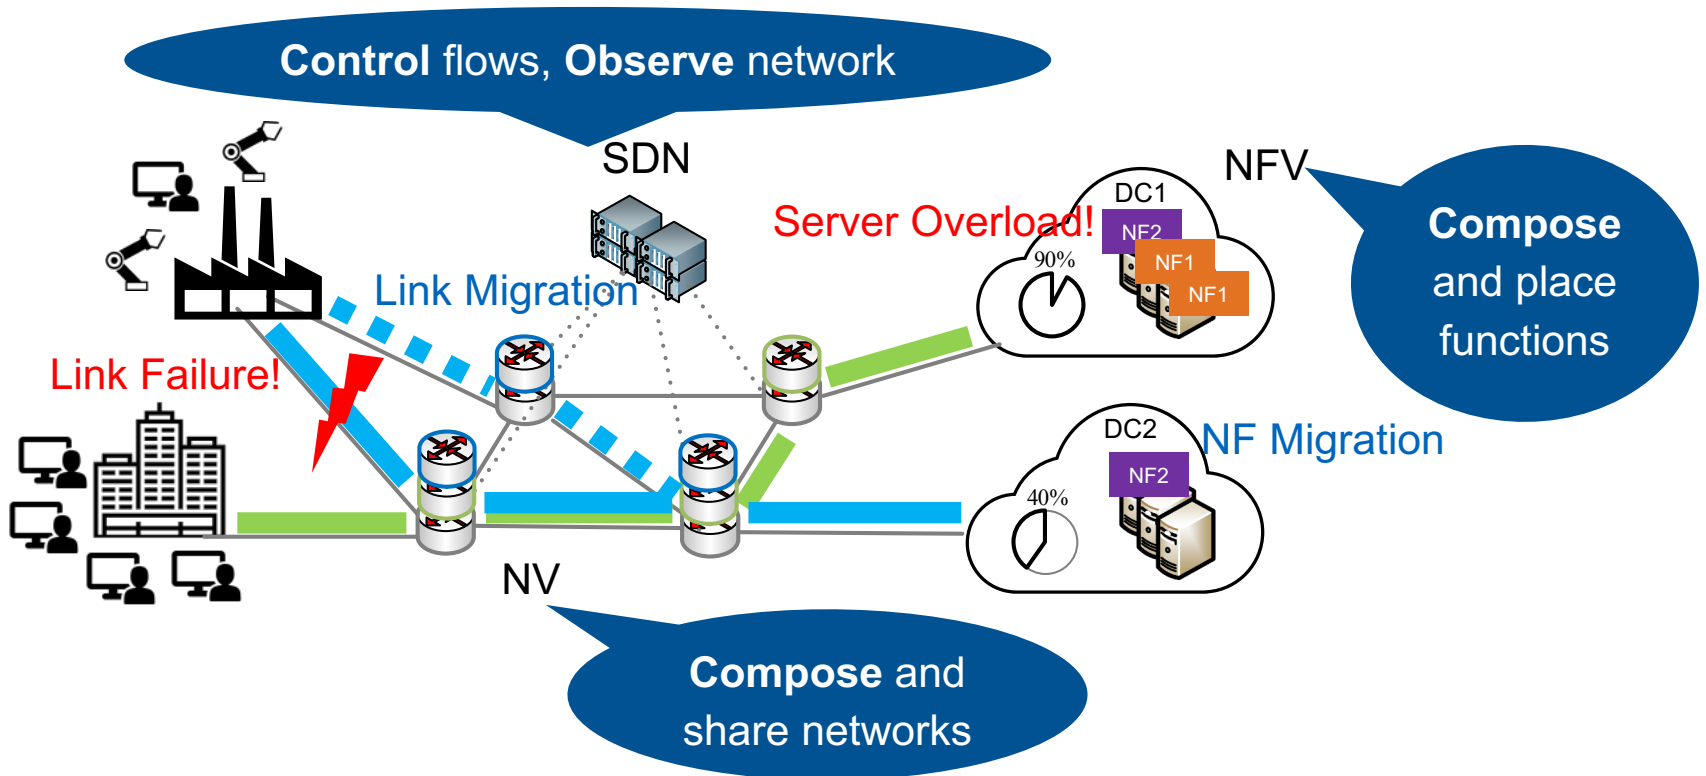 Control flows, Observe network
SDN
NFV
DC1
Server Overload!
NF2
90%
NF1
NF1
Compose
and place
functions
Link Migration
Link Failure!
DC2
NF Migration
NF2
40%
NV
Compose and
share networks